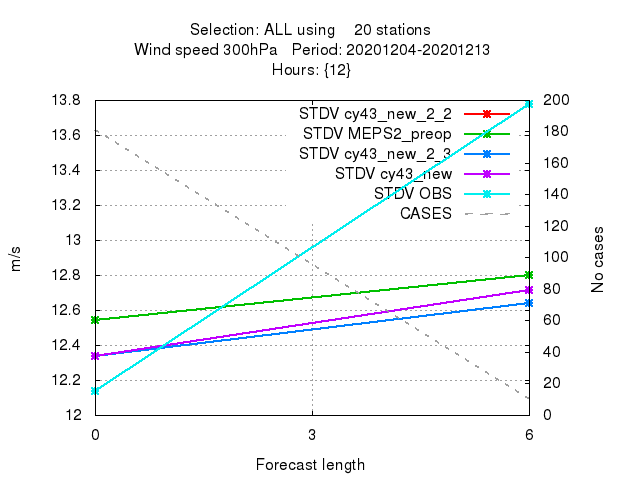 Selection: ALL using    20 stations
Wind speed 300hPa   Period: 20201204-20201213
Hours: {12}
13.8
13.6
13.4
13.2
13
12.8
12.6
12.4
12.2
12
200
180
160
140
120
100
80
60
40
20
0
STDV cy43_new_2_2
STDV MEPS2_preop
STDV cy43_new_2_3
STDV cy43_new
STDV OBS
CASES
m/s
No cases
0
3
6
Forecast length